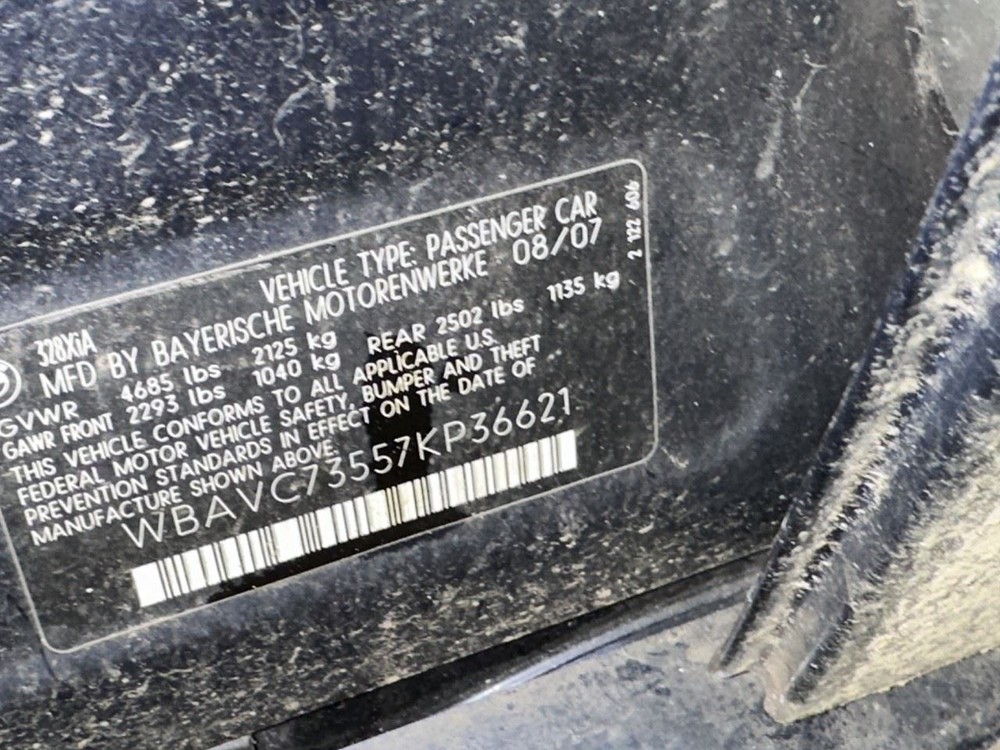 328XiA
VEHICLE TYPE: PASSENGER CAR
MFD BY BAYERISCHE MOTORENWERKE 08/07
GVWR 4685 lbs 2125 kg
GAWR FRONT 2293 lbs 1040 kg REAR 2502 lbs 1135 kg
THIS VEHICLE CONFORMS TO ALL APPLICABLE U.S.
FEDERAL MOTOR VEHICLE SAFETY, BUMPER AND THEFT
PREVENTION STANDARDS IN EFFECT ON THE DATE OF
MANUFACTURE SHOWN ABOVE.
WBAVC73557KP36621
2 122 606